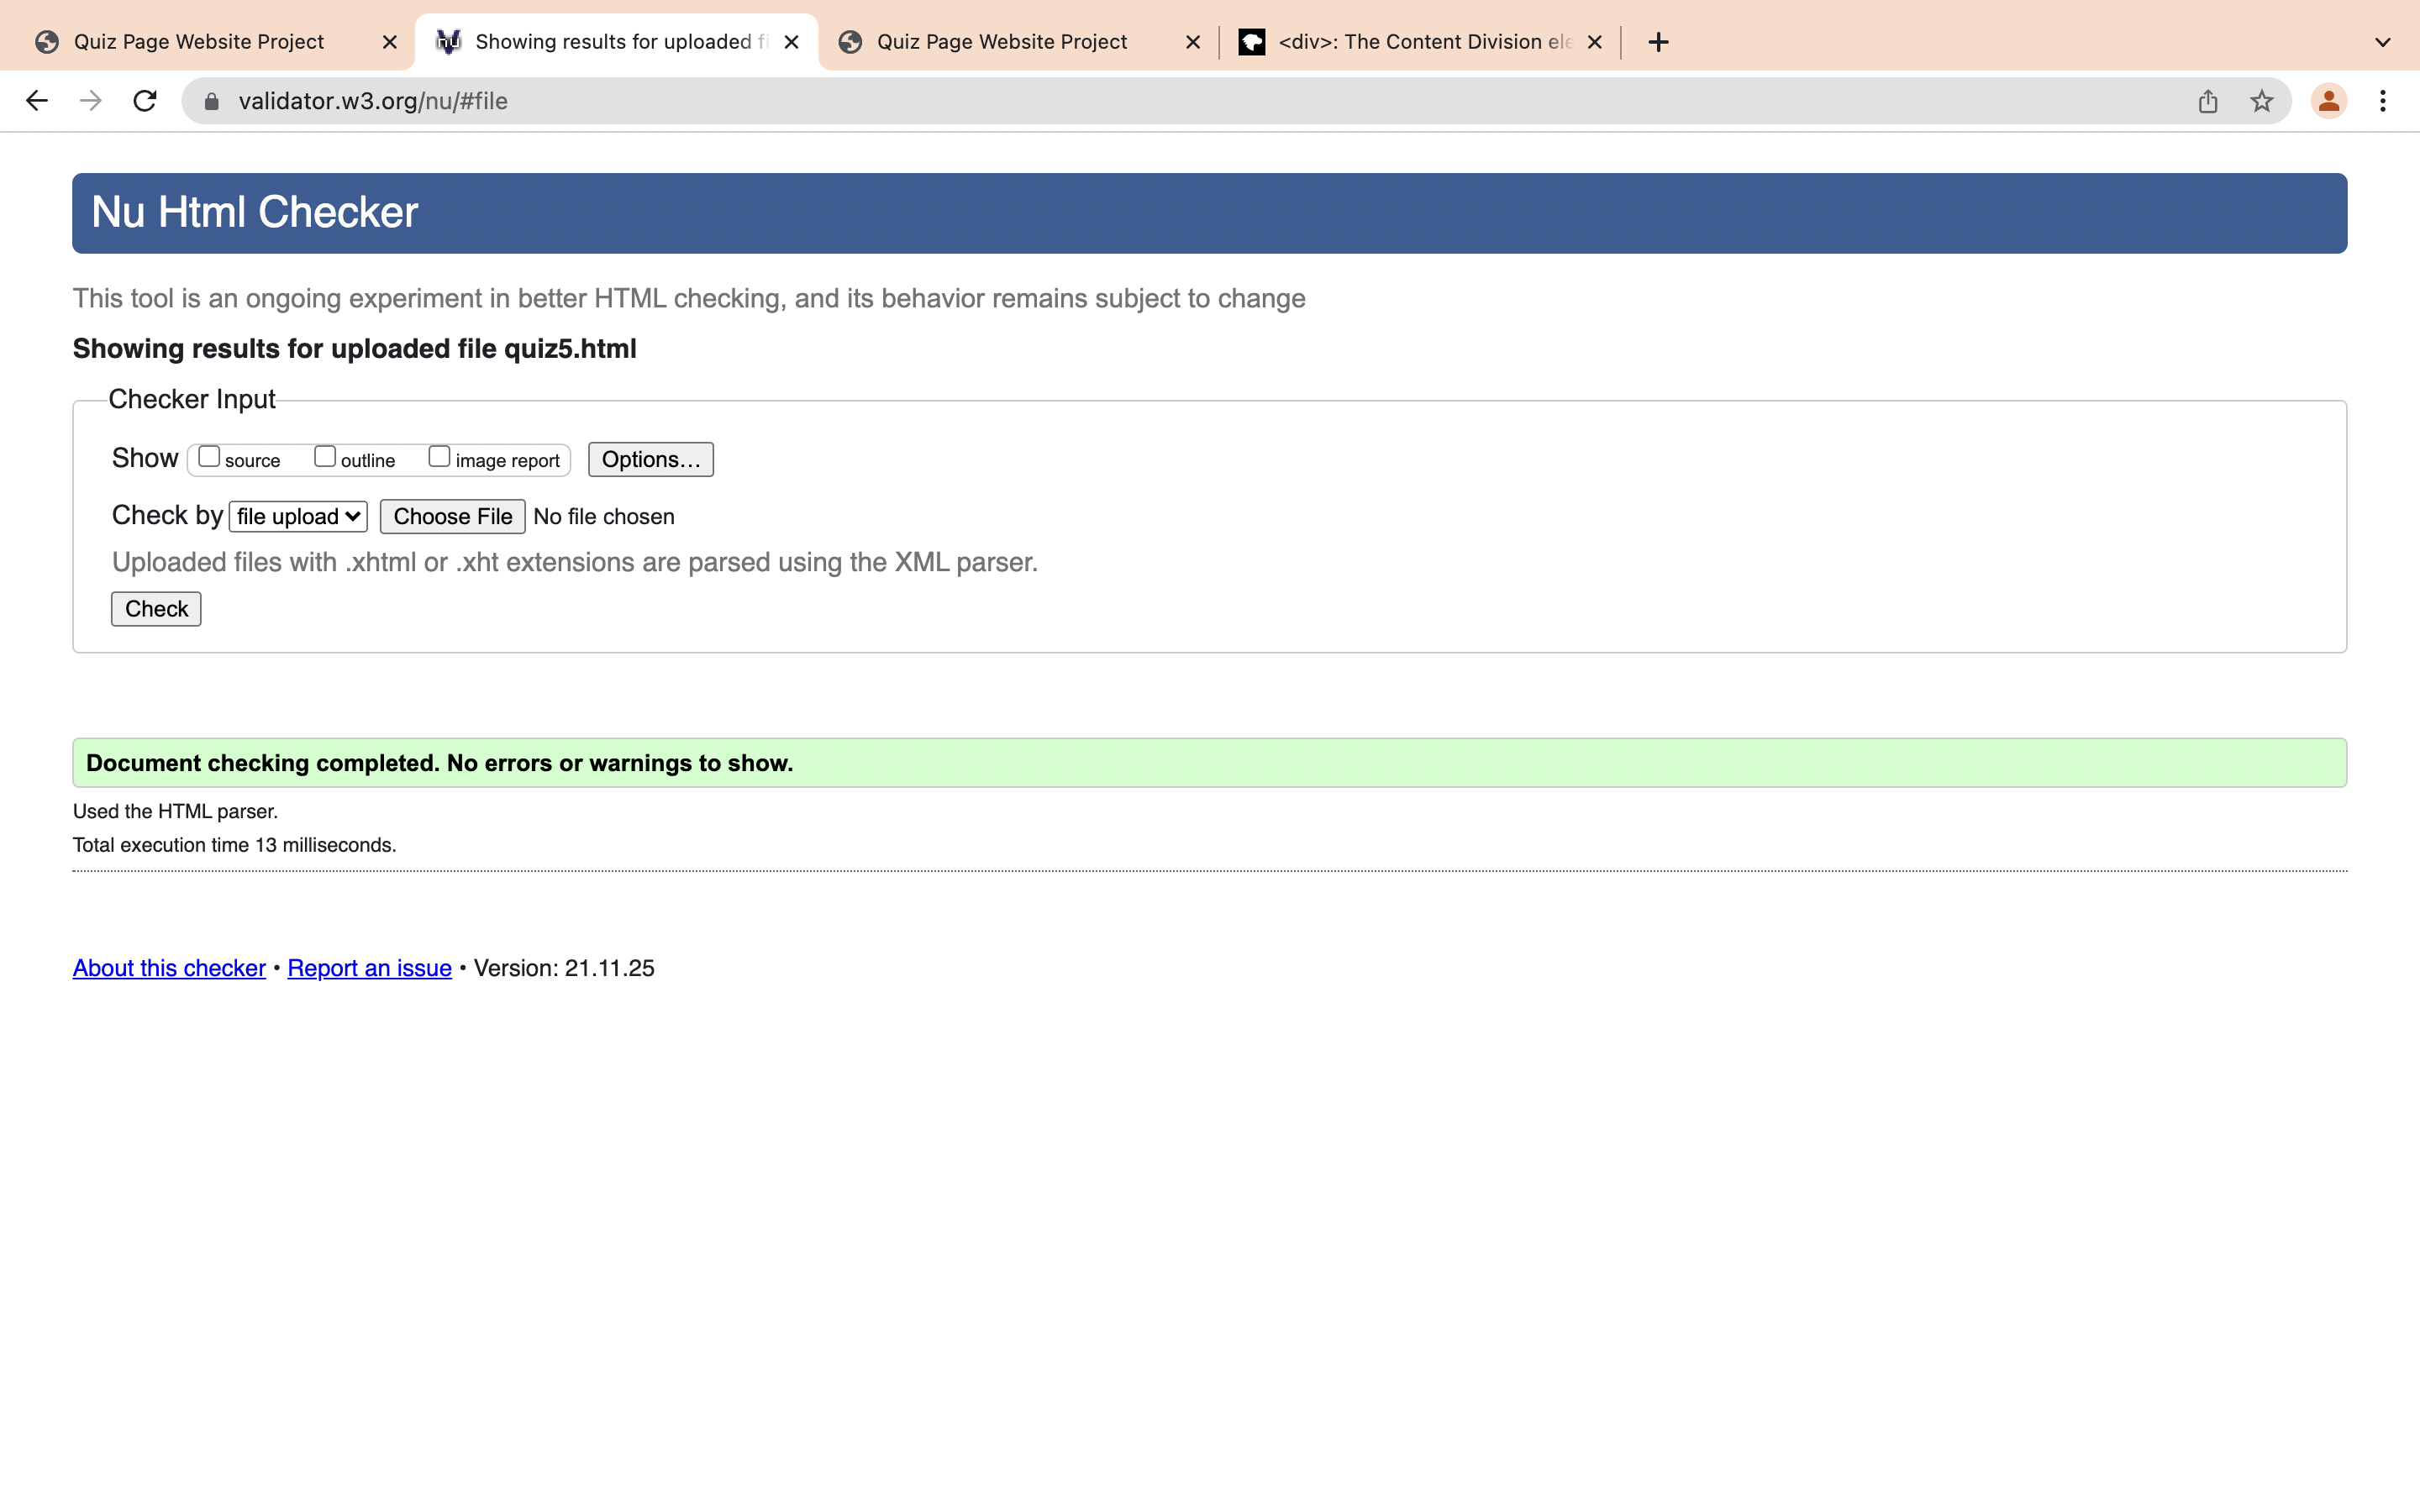 Quiz Page Website Project
Showing results for uploaded fi
Quiz Page Website Project
<div>: The Content Division ele
validator.w3.org/nu/#file
Nu Html Checker
This tool is an ongoing experiment in better HTML checking, and its behavior remains subject to change
Showing results for uploaded file quiz5.html
Checker Input
Show source outline image report Options...
Check by file upload Choose File No file chosen
Uploaded files with .xhtml or .xht extensions are parsed using the XML parser.
Check
Document checking completed. No errors or warnings to show.
Used the HTML parser.
Total execution time 13 milliseconds.
About this checker • Report an issue • Version: 21.11.25